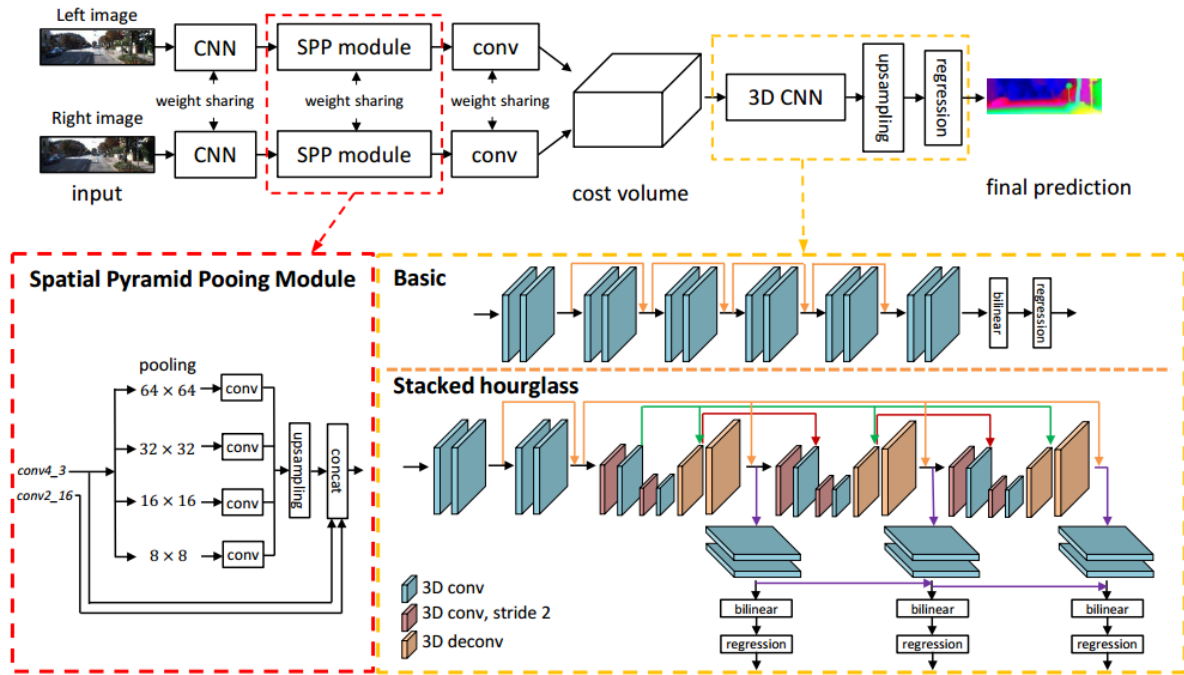 Left image
CNN
SPP module
conv
weight sharing
weight sharing
weight sharing
Right image
CNN
SPP module
conv
input
cost volume
3D CNN
upsampling
regression
final prediction
Spatial Pyramid Pooing Module
pooling
64 × 64
conv
32 × 32
conv
16 × 16
conv
8 × 8
conv
conv4_3
conv2_16
upsampling
concat
Basic
bilinear
regression
Stacked hourglass
3D conv
3D conv, stride 2
3D deconv
bilinear
bilinear
bilinear
regression
regression
regression